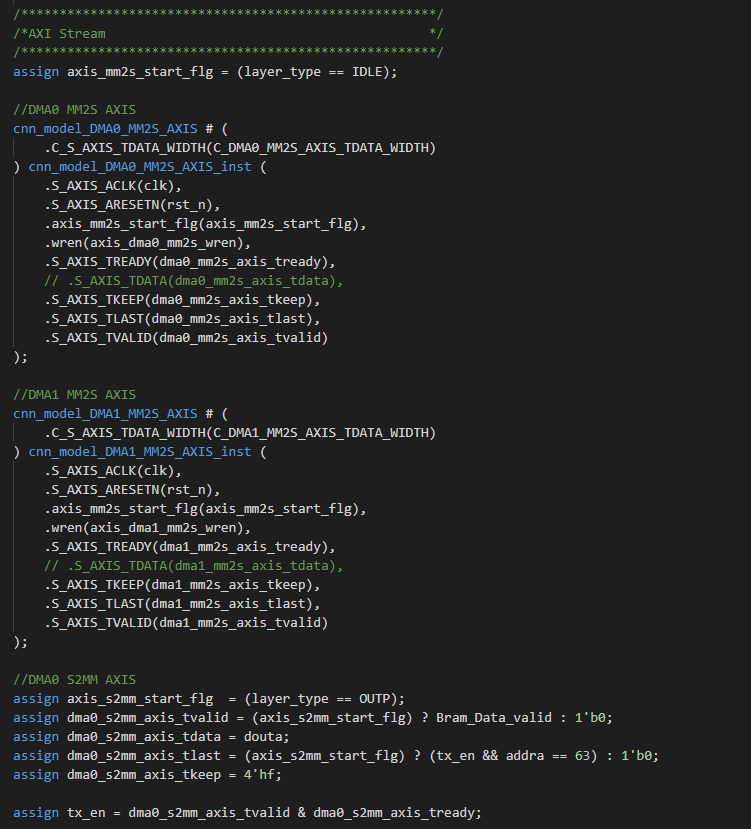 /******************************************************/
/*AXI Stream                                          */
/******************************************************/
assign axis_mm2s_start_flg = (layer_type == IDLE);

//DMA0 MM2S AXIS
cnn_model_DMA0_MM2S_AXIS # (
    .C_S_AXIS_TDATA_WIDTH(C_DMA0_MM2S_AXIS_TDATA_WIDTH)
) cnn_model_DMA0_MM2S_AXIS_inst (
    .S_AXIS_ACLK(clk),
    .S_AXIS_ARESETN(rst_n),
    .axis_mm2s_start_flg(axis_mm2s_start_flg),
    .wren(axis_dma0_mm2s_wren),
    .S_AXIS_TREADY(dma0_mm2s_axis_tready),
    // .S_AXIS_TDATA(dma0_mm2s_axis_tdata),
    .S_AXIS_TKEEP(dma0_mm2s_axis_tkeep),
    .S_AXIS_TLAST(dma0_mm2s_axis_tlast),
    .S_AXIS_TVALID(dma0_mm2s_axis_tvalid)
);

//DMA1 MM2S AXIS
cnn_model_DMA1_MM2S_AXIS # (
    .C_S_AXIS_TDATA_WIDTH(C_DMA1_MM2S_AXIS_TDATA_WIDTH)
) cnn_model_DMA1_MM2S_AXIS_inst (
    .S_AXIS_ACLK(clk),
    .S_AXIS_ARESETN(rst_n),
    .axis_mm2s_start_flg(axis_mm2s_start_flg),
    .wren(axis_dma1_mm2s_wren),
    .S_AXIS_TREADY(dma1_mm2s_axis_tready),
    // .S_AXIS_TDATA(dma1_mm2s_axis_tdata),
    .S_AXIS_TKEEP(dma1_mm2s_axis_tkeep),
    .S_AXIS_TLAST(dma1_mm2s_axis_tlast),
    .S_AXIS_TVALID(dma1_mm2s_axis_tvalid)
);

//DMA0 S2MM AXIS
assign axis_s2mm_start_flg  = (layer_type == OUTP);
assign dma0_s2mm_axis_tvalid = (axis_s2mm_start_flg) ? Bram_Data_valid : 1'b0;
assign dma0_s2mm_axis_tdata = douta;
assign dma0_s2mm_axis_tlast = (axis_s2mm_start_flg) ? (tx_en && addra == 63) : 1'b0;
assign dma0_s2mm_axis_tkeep = 4'hf;

assign tx_en = dma0_s2mm_axis_tvalid & dma0_s2mm_axis_tready;